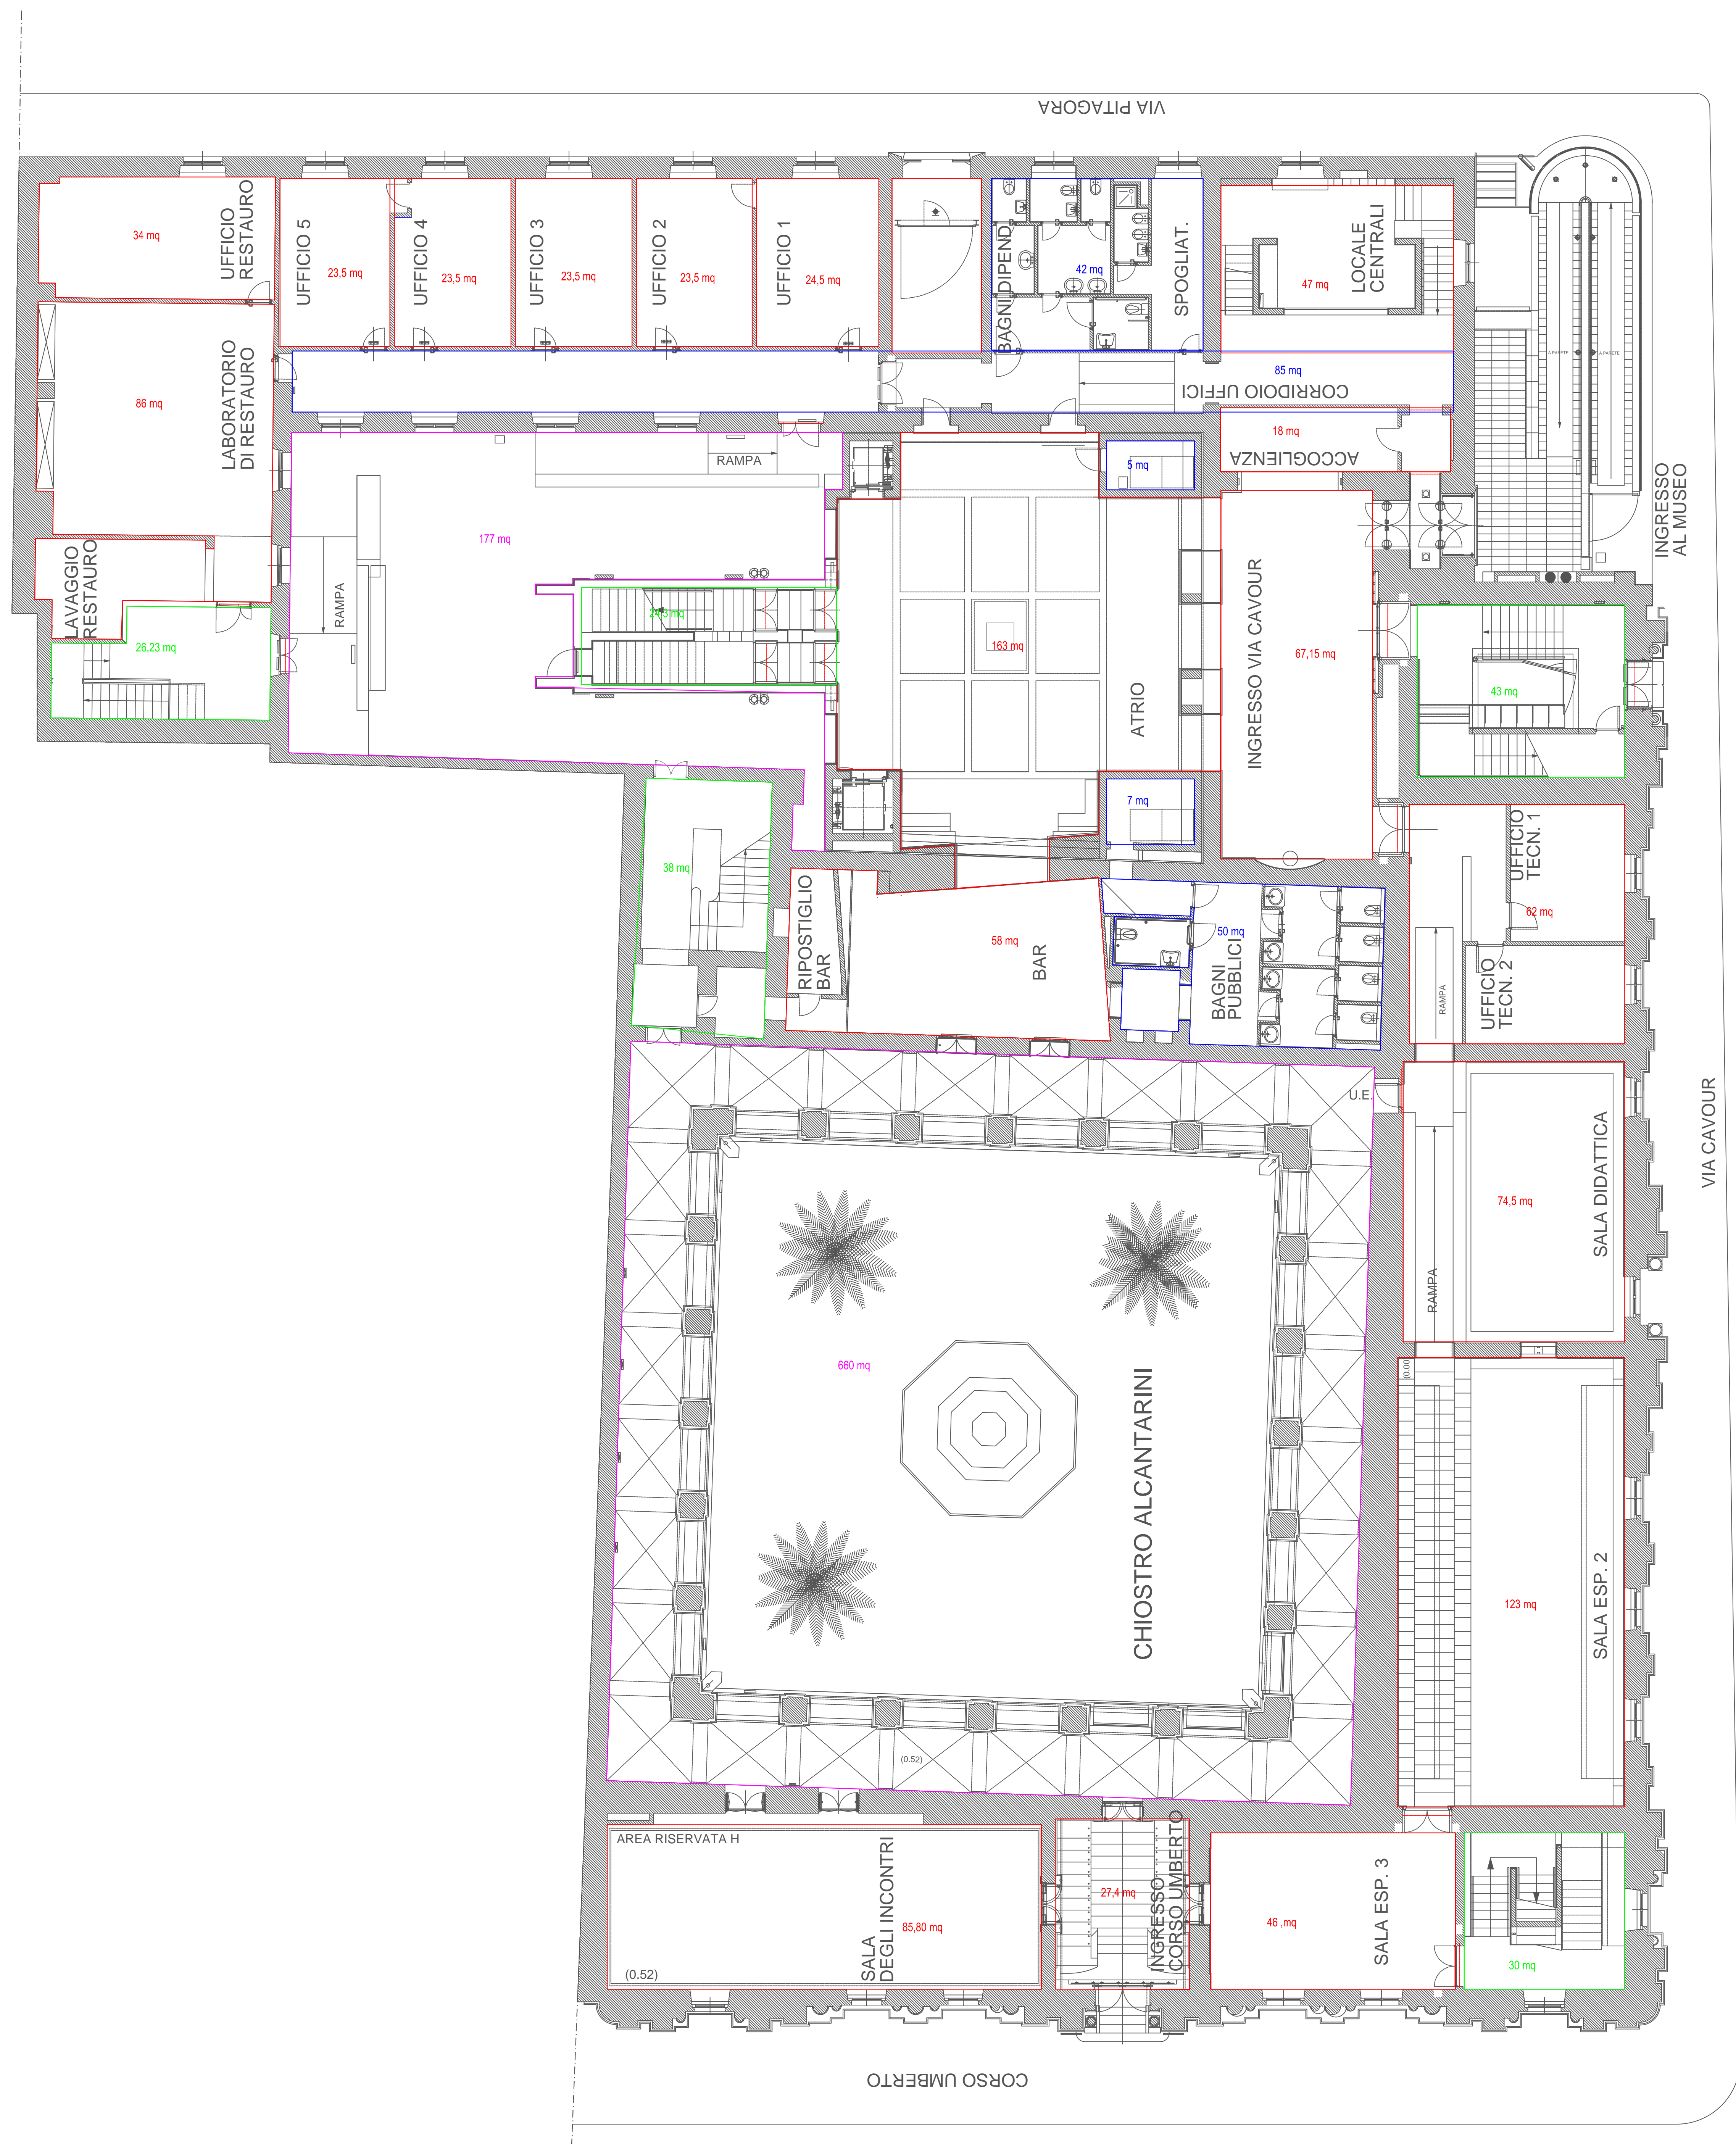 VIA PITAGORA
UFFICIO
RESTAURO
34 mq
UFFICIO 5
23,5 mq
UFFICIO 4
23,5 mq
UFFICIO 3
23,5 mq
UFFICIO 2
23,5 mq
UFFICIO 1
24,5 mq
BAGNI DIPEND.
42 mq
SPOGLIAT.
47 mq
LOCALE
CENTRALI
A PARETE
A PARETE
LABORATORIO
DI RESTAURO
86 mq
85 mq
CORRIDOIO UFFICI
18 mq
ACCOGLIENZA
RAMPA
5 mq
INGRESSO
AL MUSEO
177 mq
LAVAGGIO
RESTAURO
RAMPA
26,23 mq
163 mq
ATRIO
INGRESSO VIA CAVOUR
67,15 mq
43 mq
7 mq
38 mq
RIPOSTIGLIO
BAR
58 mq
BAR
50 mq
BAGNI
PUBBLICI
UFFICIO
TECN. 1
62 mq
UFFICIO
TECN. 2
RAMPA
U.E.
VIA CAVOUR
SALA DIDATTICA
74,5 mq
RAMPA
660 mq
CHIOSTRO ALCANTARINI
(0.00
123 mq
SALA ESP. 2
(0.52)
AREA RISERVATA H
SALA
DEGLI INCONTRI
85,80 mq
(0.52)
27,4 mq
INGRESSO
CORSO UMBERTO
46 ,mq
SALA ESP. 3
30 mq
CORSO UMBERTO